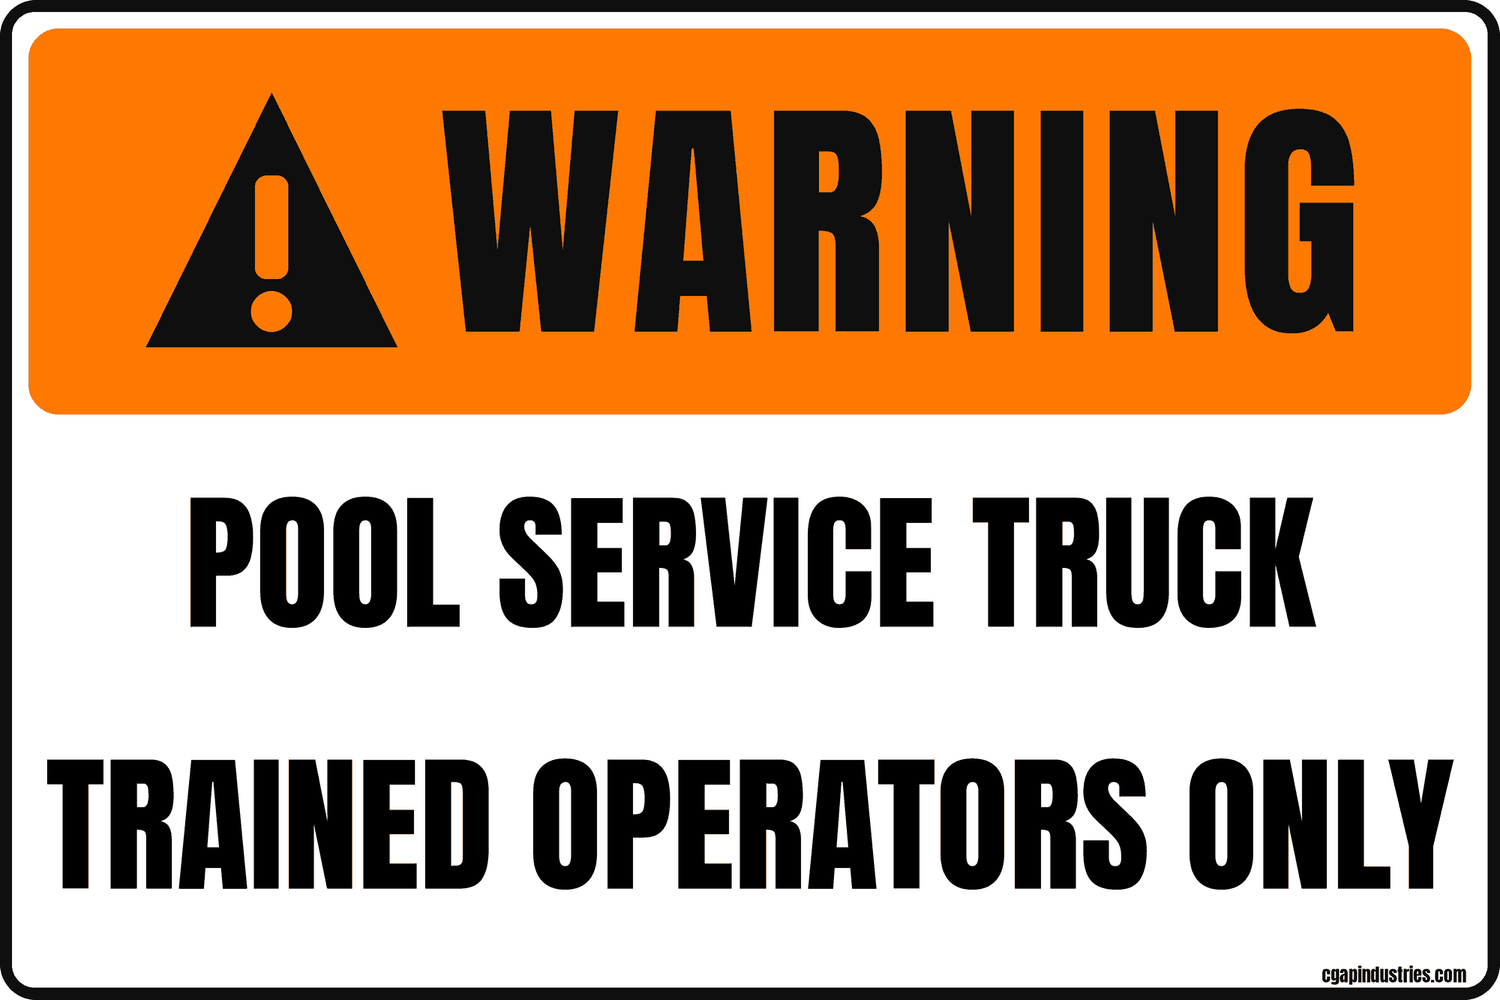 WARNING
POOL SERVICE TRUCK
TRAINED OPERATORS ONLY
cgapindustries.com